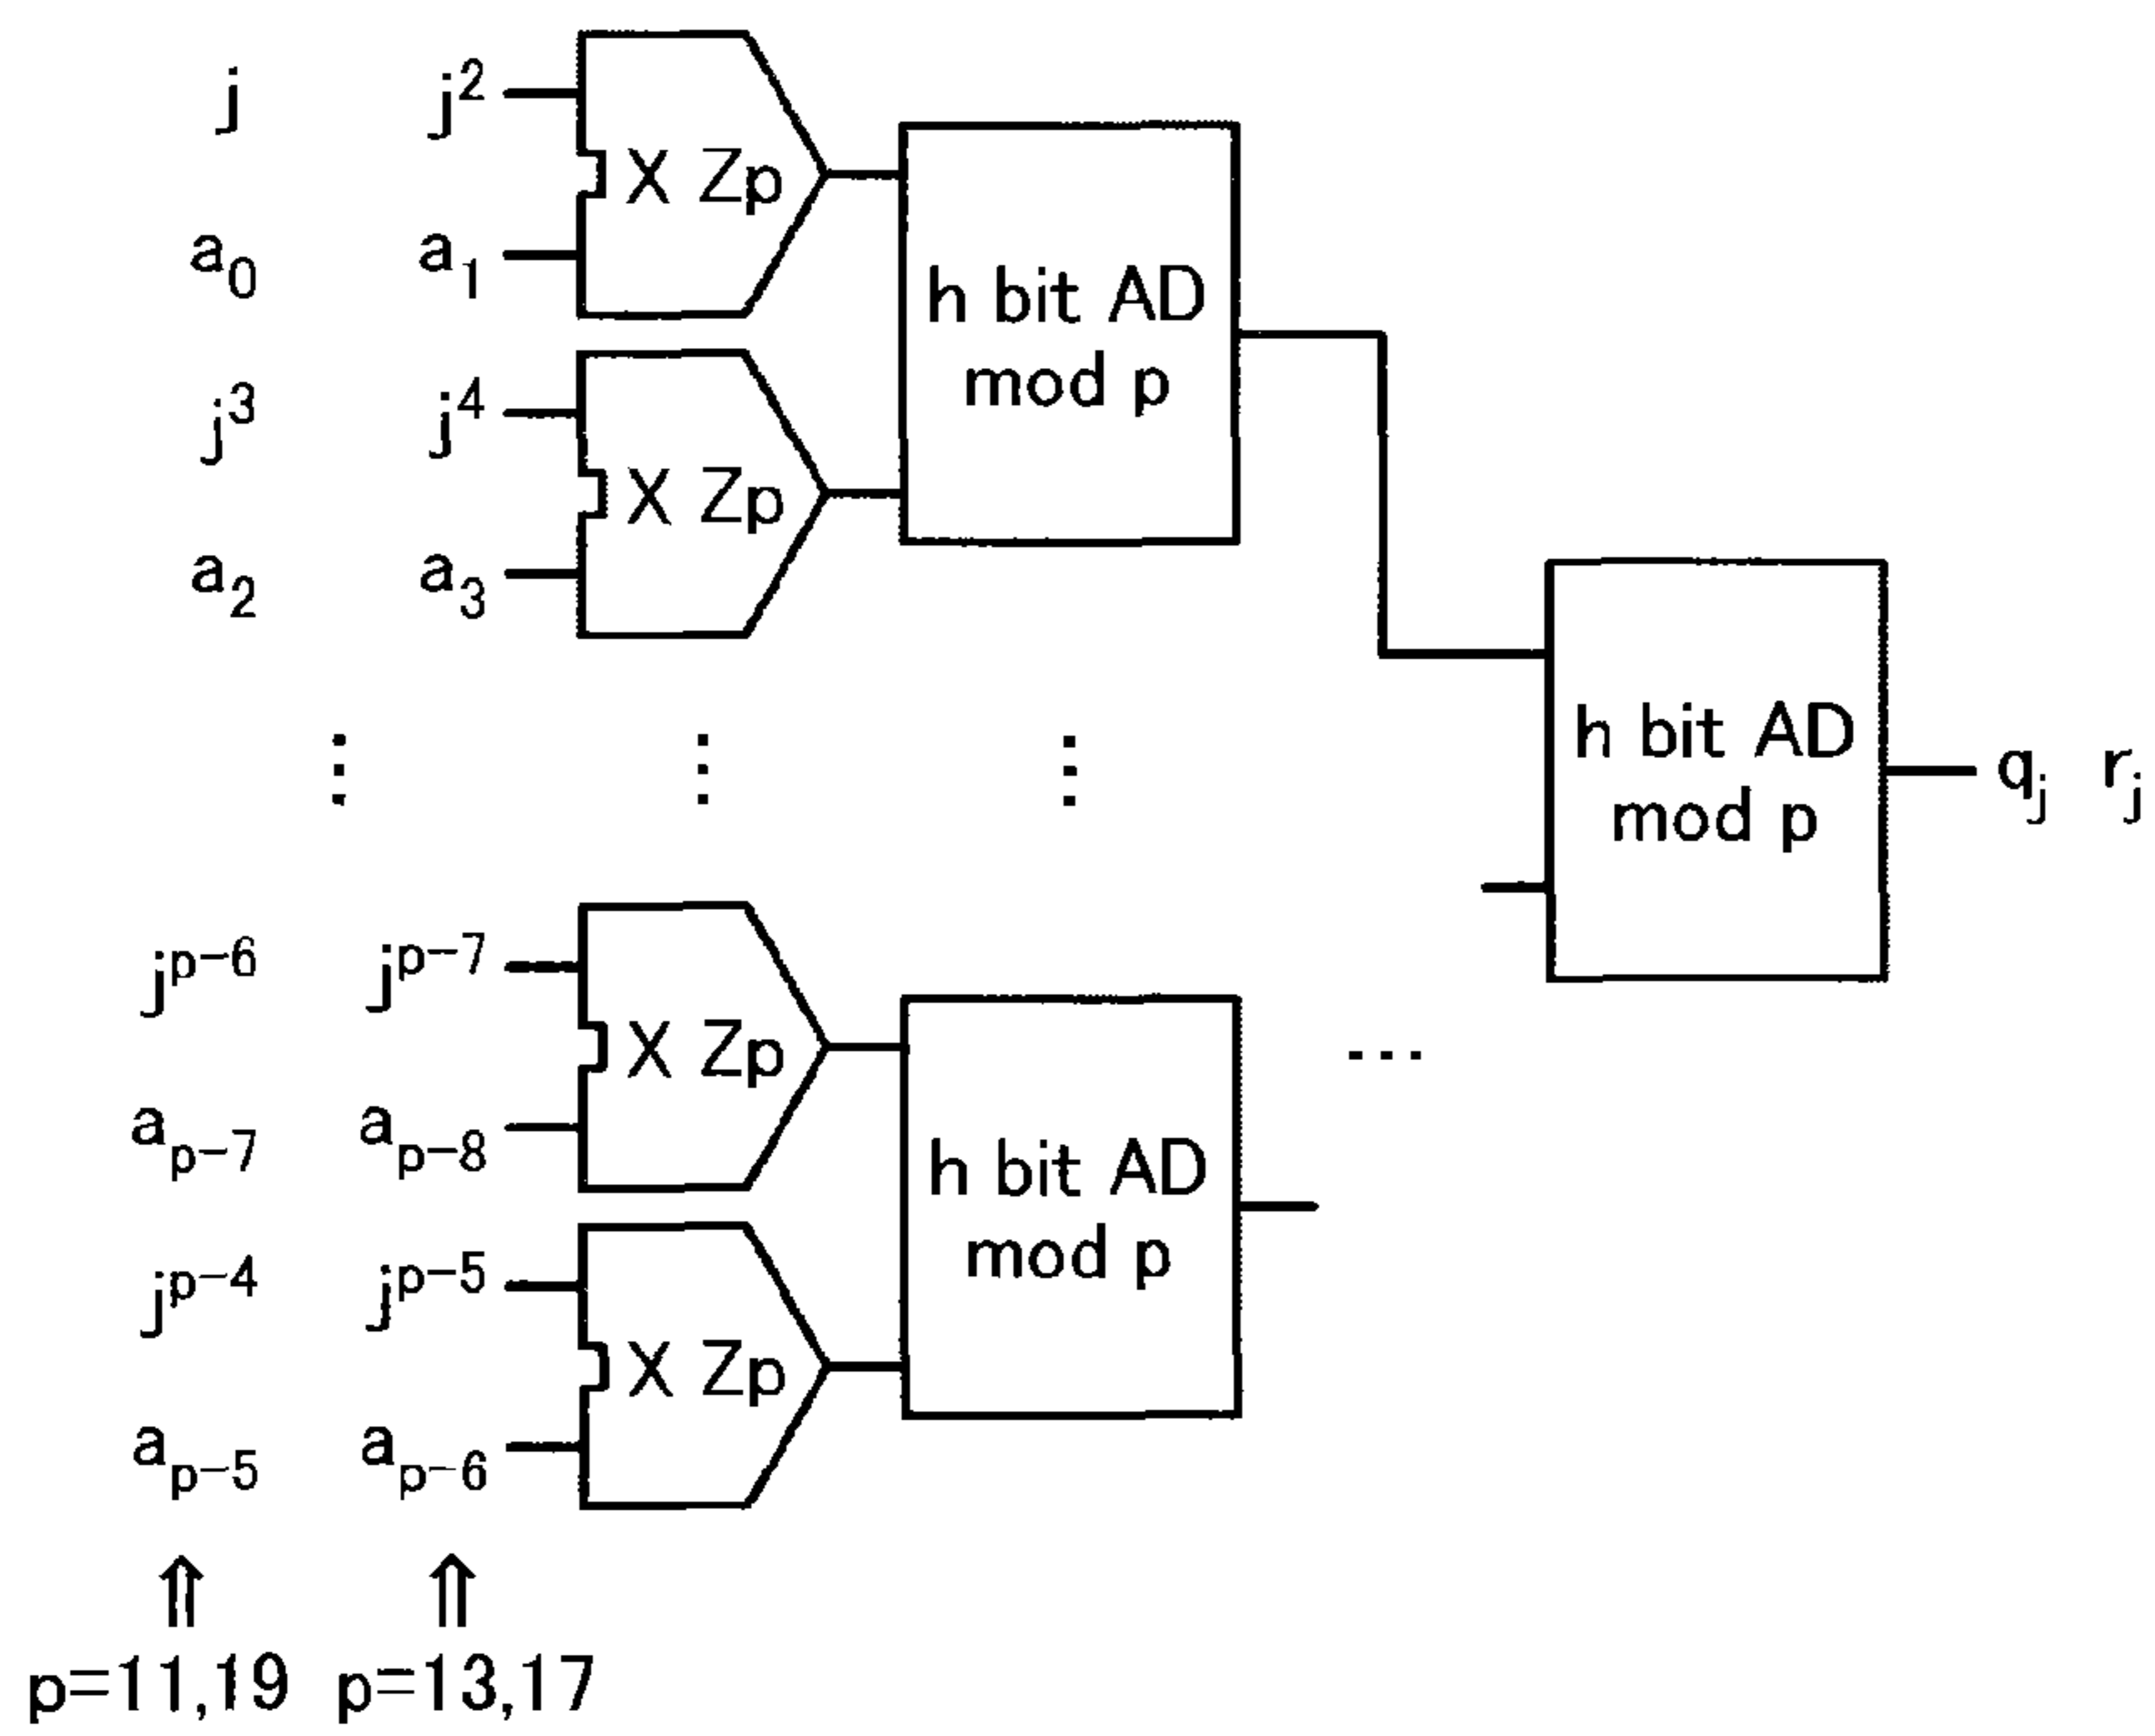 j j²
X Zp
a₀ a₁
h bit AD
mod p
j³ j⁴
X Zp
a₂ a₃
h bit AD
mod p
qⱼ rⱼ
⋮ ⋮ ⋮
jᵖ⁻⁶ jᵖ⁻⁷
X Zp
aₚ₋₇ aₚ₋₈
h bit AD
mod p
...
jᵖ⁻⁴ jᵖ⁻⁵
X Zp
aₚ₋₅ aₚ₋₆
⇑ ⇑
p=11,19 p=13,17